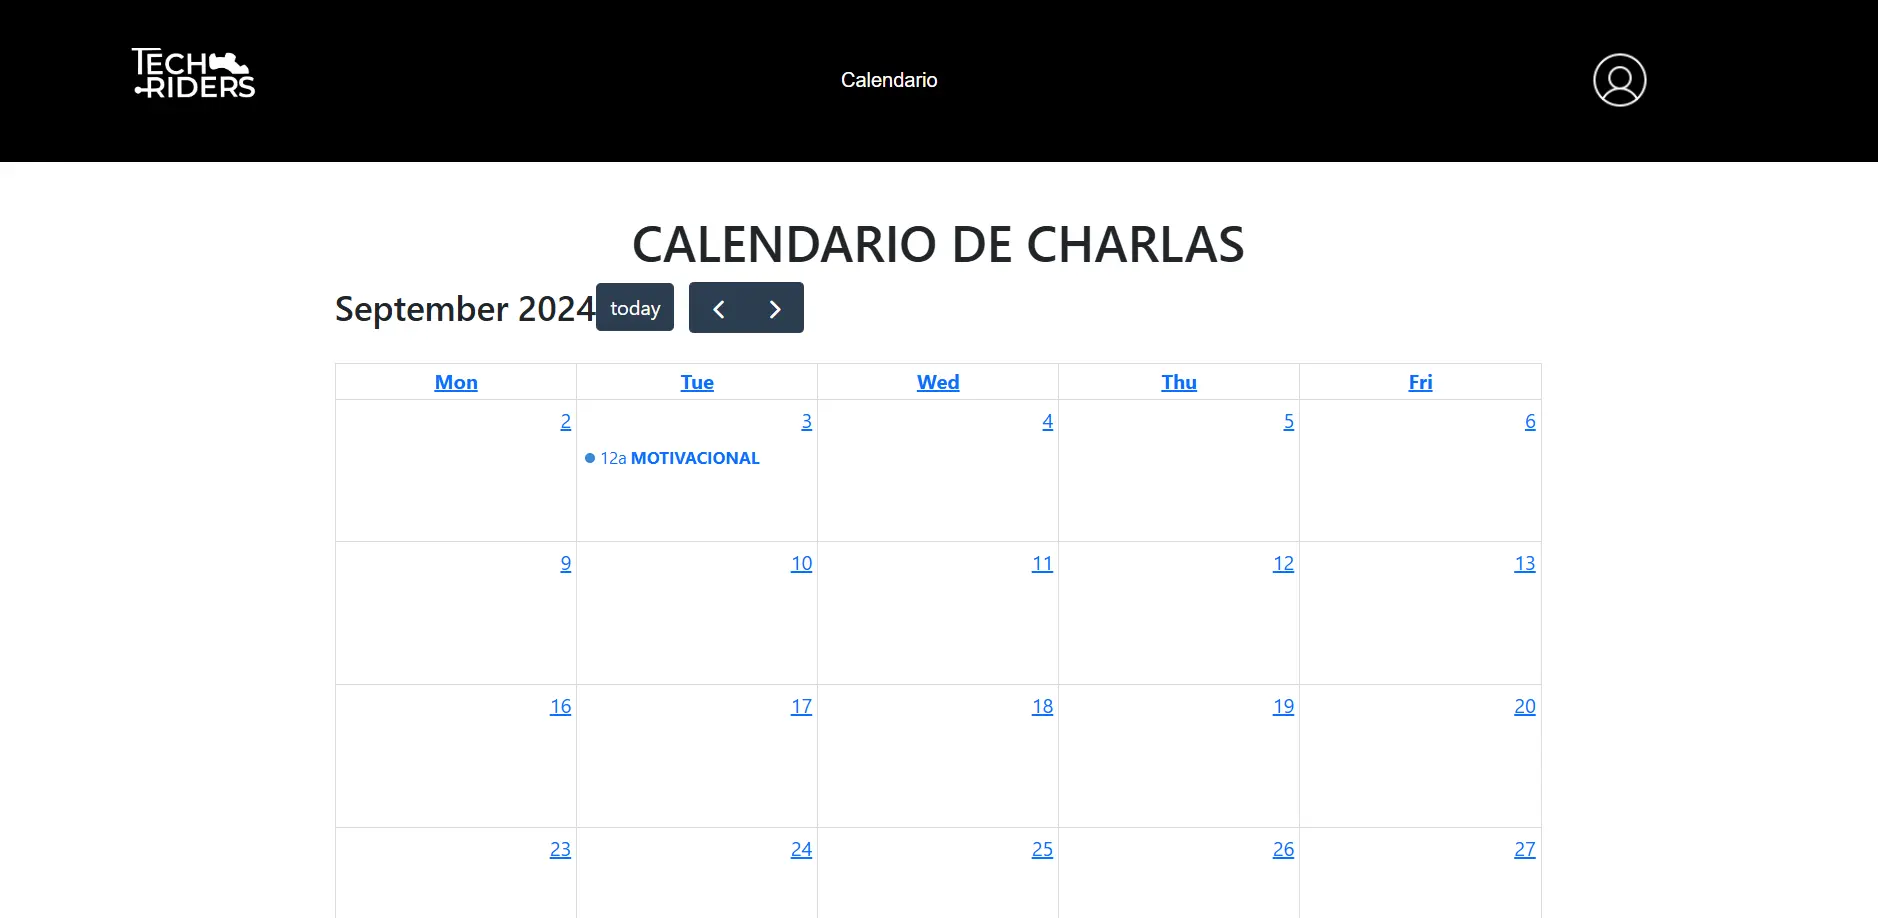 TECH
RIDERS
Calendario
CALENDARIO DE CHARLAS
September 2024 today
Mon Tue Wed Thu Fri
2 3 4 5 6
12a MOTIVACIONAL
9 10 11 12 13
16 17 18 19 20
23 24 25 26 27